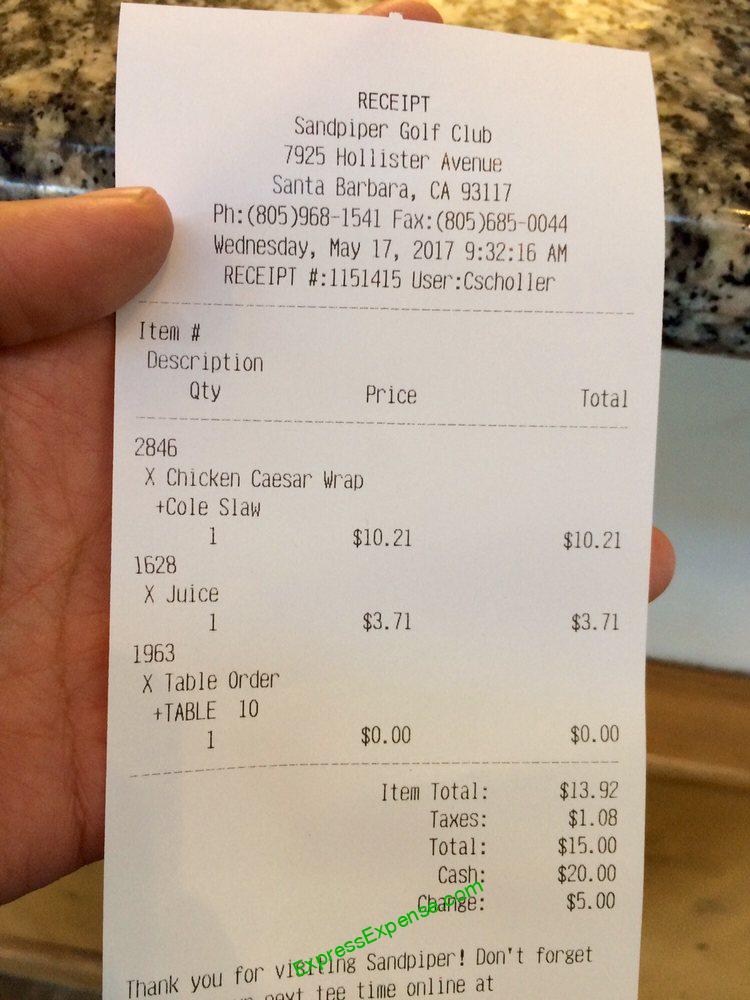 RECEIPT
Sandpiper Golf Club
7925 Hollister Avenue
Santa Barbara, CA 93117
Ph:(805)968-1541 Fax:(805)685-0044
Wednesday, May 17, 2017 9:32:16 AM
RECEIPT #:1151415 User:Cscholler
Item #
Description
Qty Price Total
2846
X Chicken Caesar Wrap
+Cole Slaw
1 $10.21 $10.21
1628
X Juice
1 $3.71 $3.71
1963
X Table Order
+TABLE 10
1 $0.00 $0.00
Item Total: $13.92
Taxes: $1.08
Total: $15.00
Cash: $20.00
Change: $5.00
ExpressExpense.com
Thank you for visiting Sandpiper! Don't forget
next tee time online at